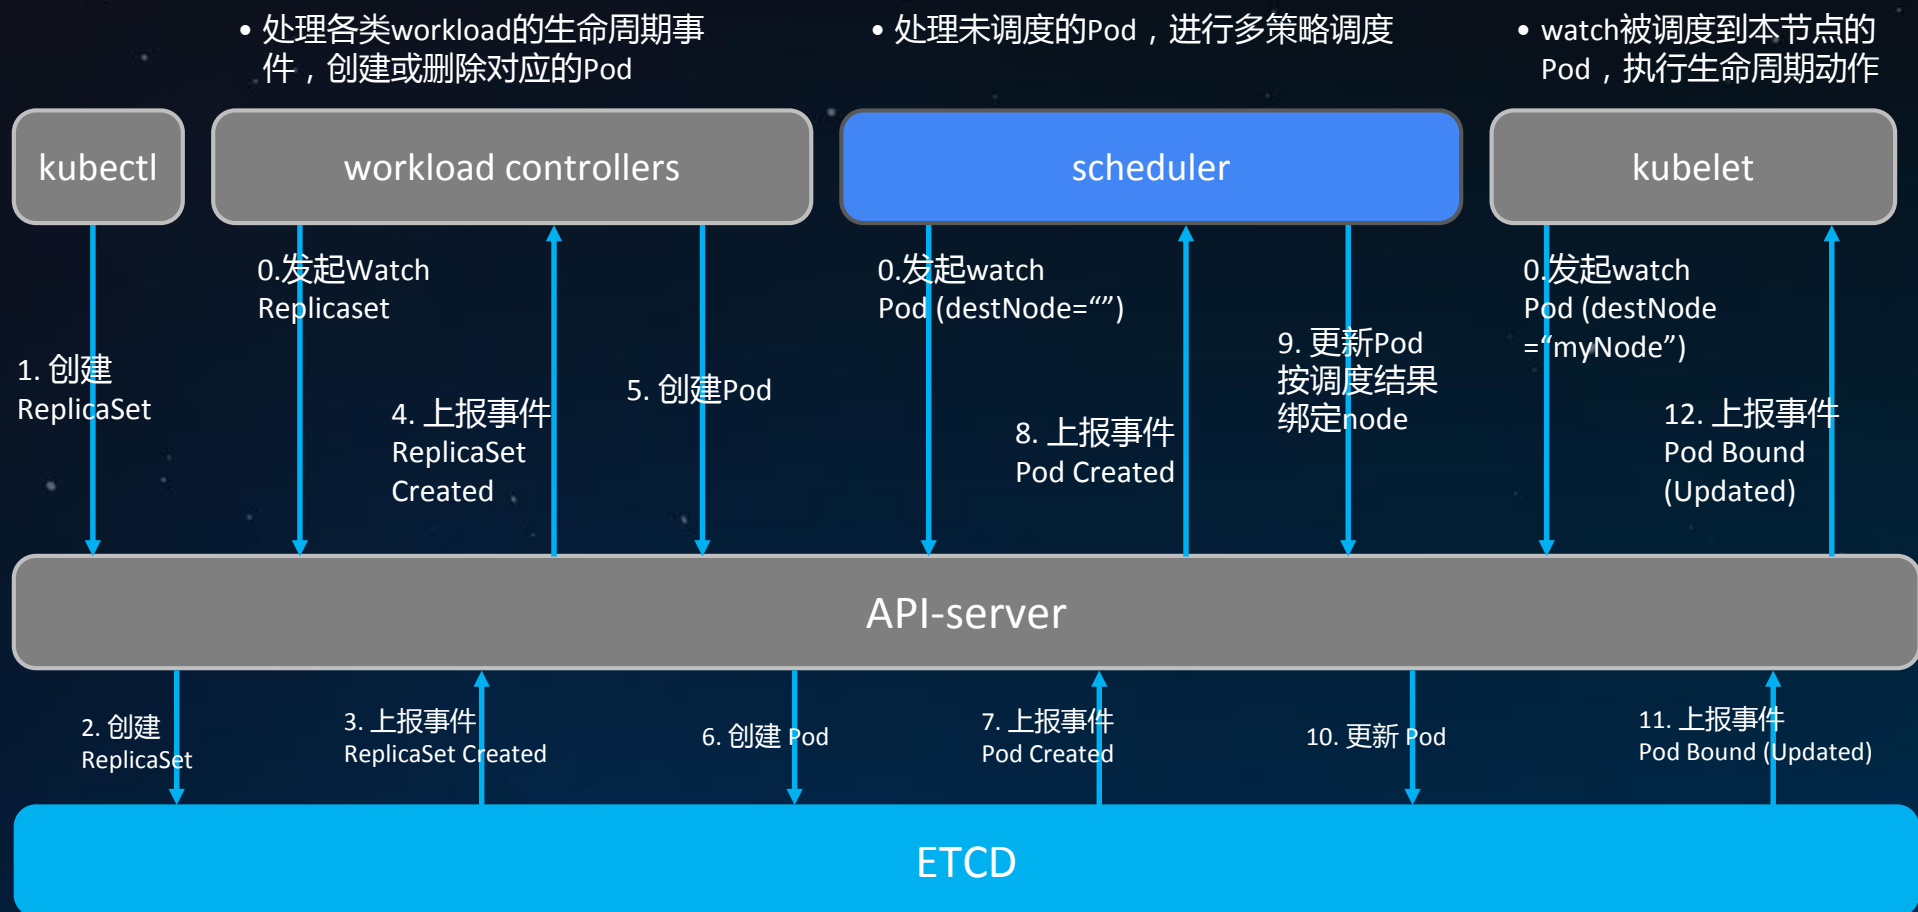 • 处理各类workload的生命周期事
件，创建或删除对应的Pod
• 处理未调度的Pod，进行多策略调度
• watch被调度到本节点的
Pod，执行生命周期动作
kubectl
workload controllers
scheduler
kubelet
0.发起Watch
Replicaset
0.发起watch
Pod (destNode=“”)
0.发起watch
Pod (destNode
=“myNode”)
1. 创建
ReplicaSet
4. 上报事件
ReplicaSet
Created
5. 创建Pod
8. 上报事件
Pod Created
9. 更新Pod
按调度结果
绑定node
12. 上报事件
Pod Bound
(Updated)
API-server
2. 创建
ReplicaSet
3. 上报事件
ReplicaSet Created
6. 创建 Pod
7. 上报事件
Pod Created
10. 更新 Pod
11. 上报事件
Pod Bound (Updated)
ETCD